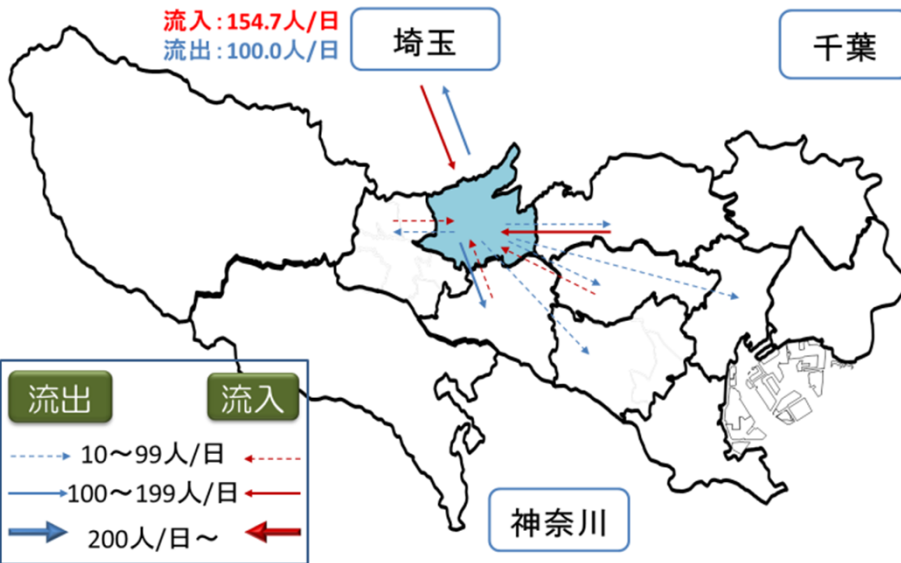 流入：154.7人/日
流出：100.0人/日
埼玉
千葉
流出
流入
10～99人/日
100～199人/日
200人/日～
神奈川